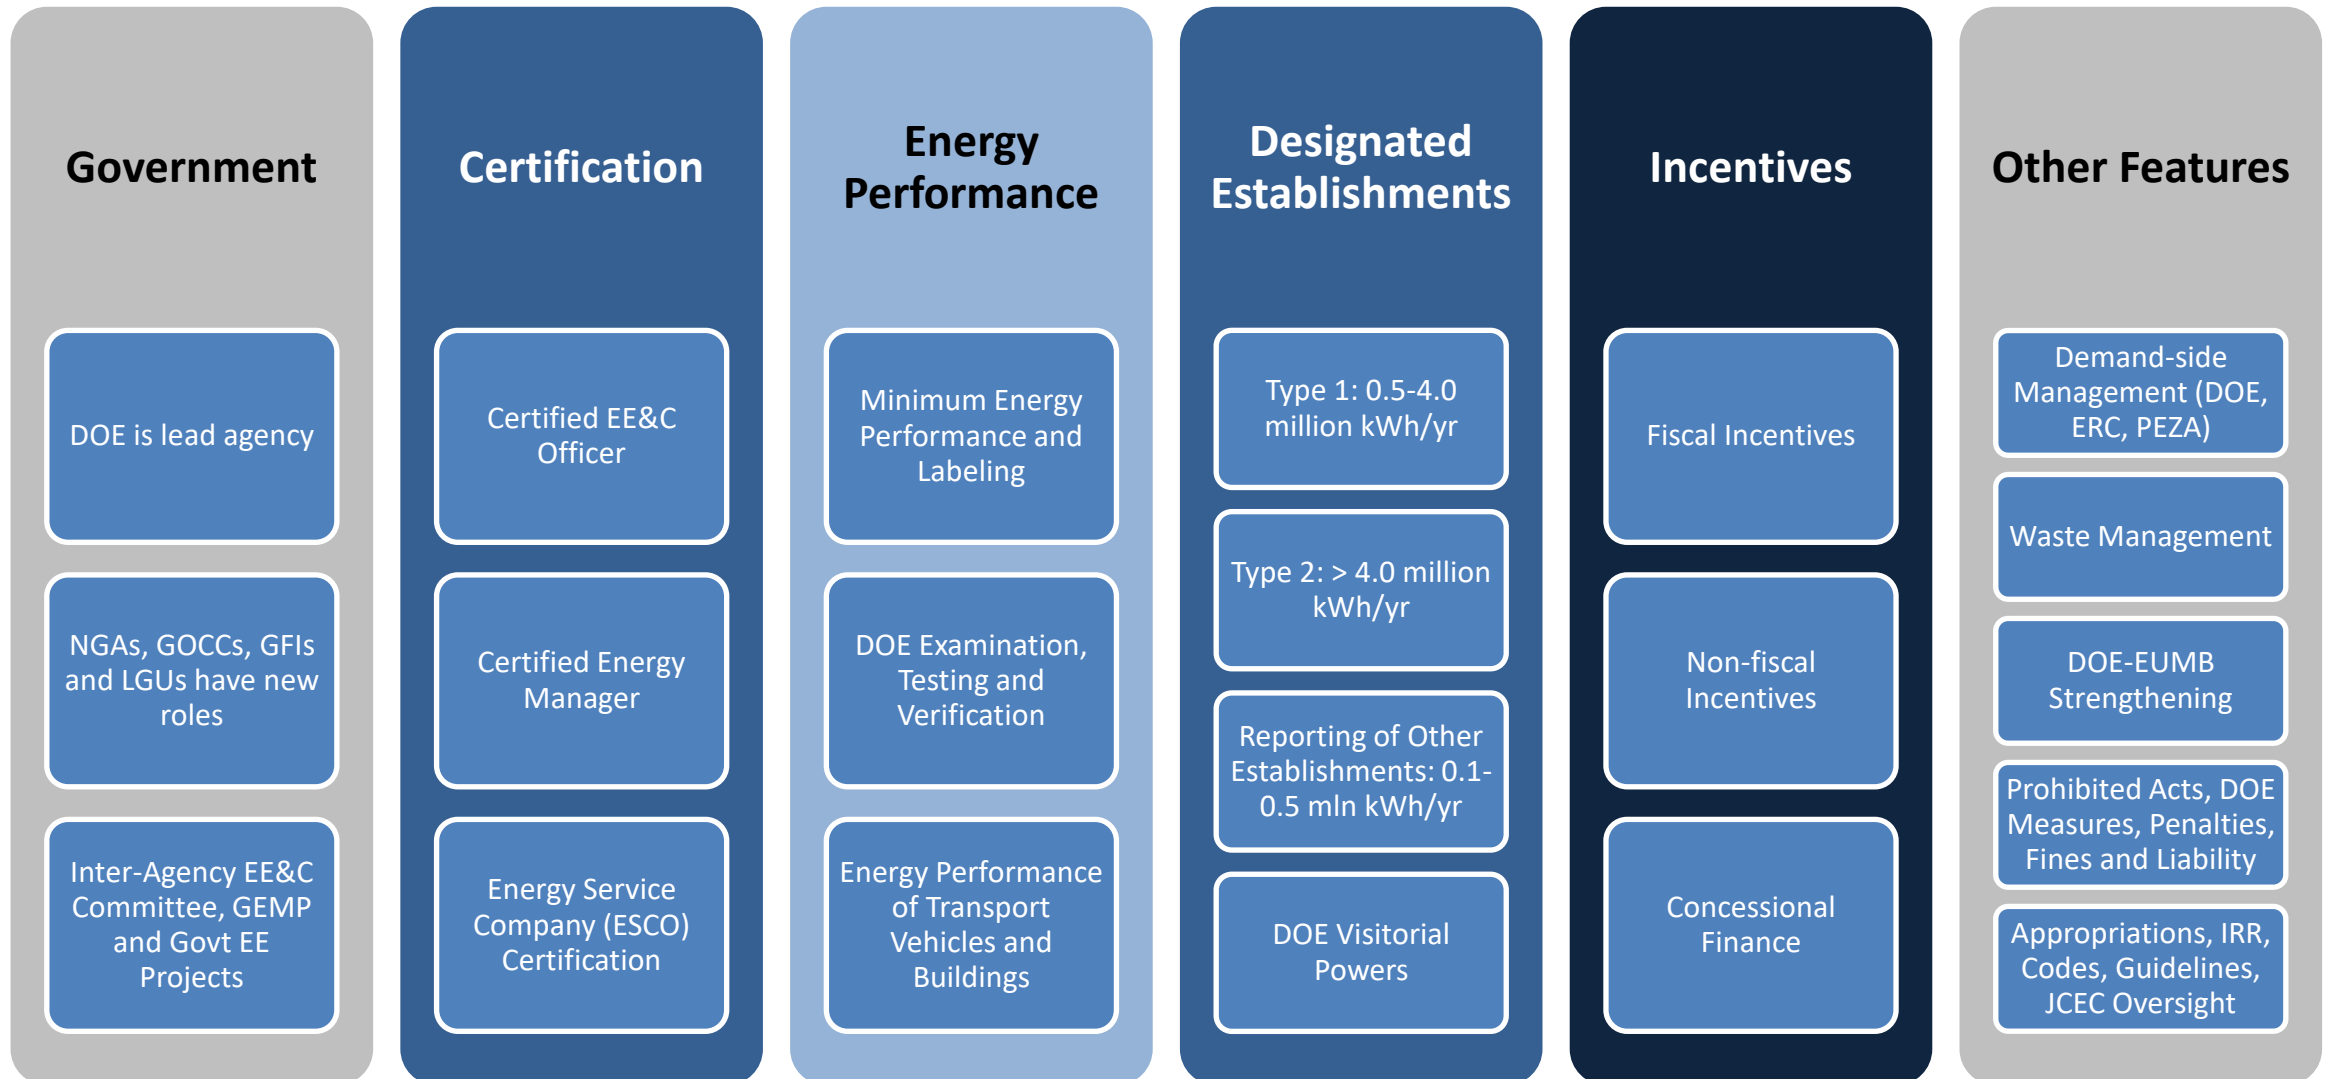 Government
DOE is lead agency
NGAs, GOCCs, GFIs
and LGUs have new
roles
Inter-Agency EE&C
Committee, GEMP
and Govt EE
Projects
Certification
Certified EE&C
Officer
Certified Energy
Manager
Energy Service
Company (ESCO)
Certification
Energy
Performance
Minimum Energy
Performance and
Labeling
DOE Examination,
Testing and
Verification
Energy Performance
of Transport
Vehicles and
Buildings
Designated
Establishments
Type 1: 0.5-4.0
million kWh/yr
Type 2: > 4.0 million
kWh/yr
Reporting of Other
Establishments: 0.1-
0.5 mln kWh/yr
DOE Visitorial
Powers
Incentives
Fiscal Incentives
Non-fiscal
Incentives
Concessional
Finance
Other Features
Demand-side
Management (DOE,
ERC, PEZA)
Waste Management
DOE-EUMB
Strengthening
Prohibited Acts, DOE
Measures, Penalties,
Fines and Liability
Appropriations, IRR,
Codes, Guidelines,
JCEC Oversight